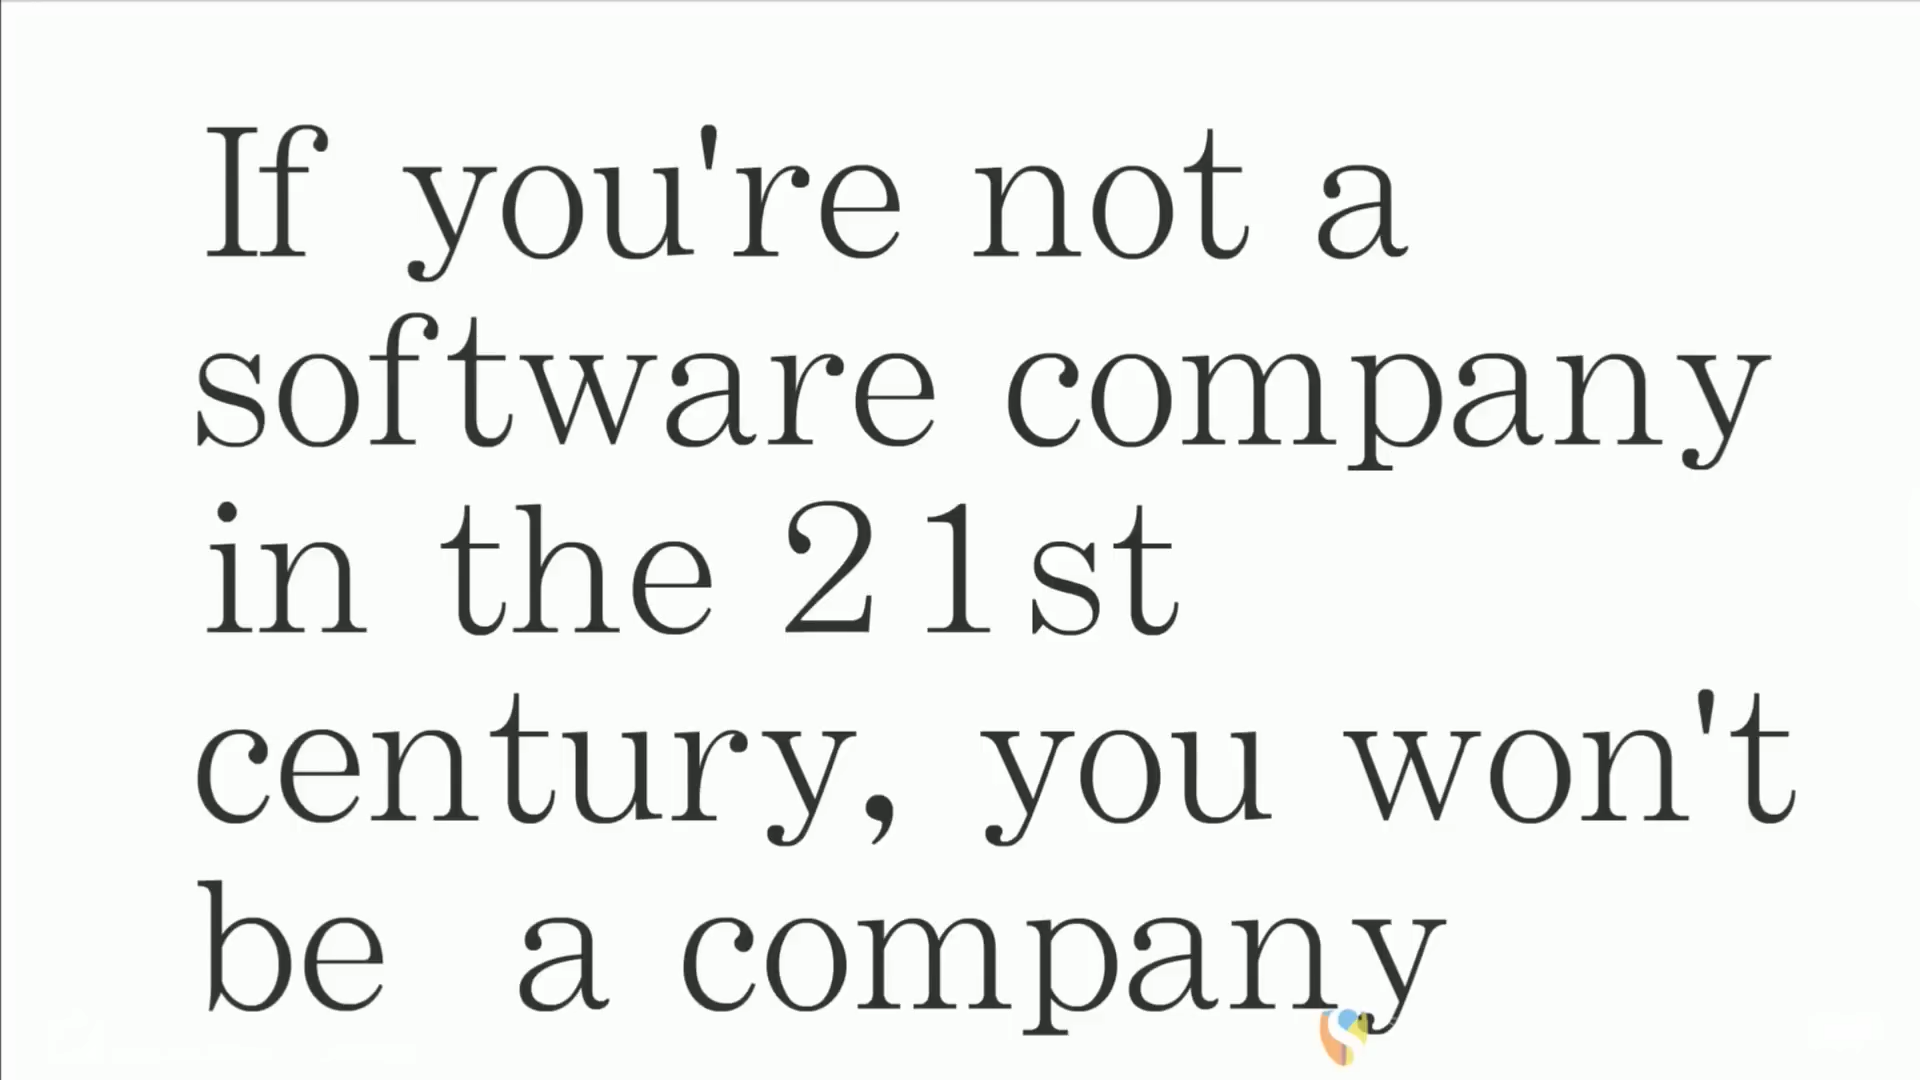 If you're not a
software company
in the 21st
century, you won't
be a company